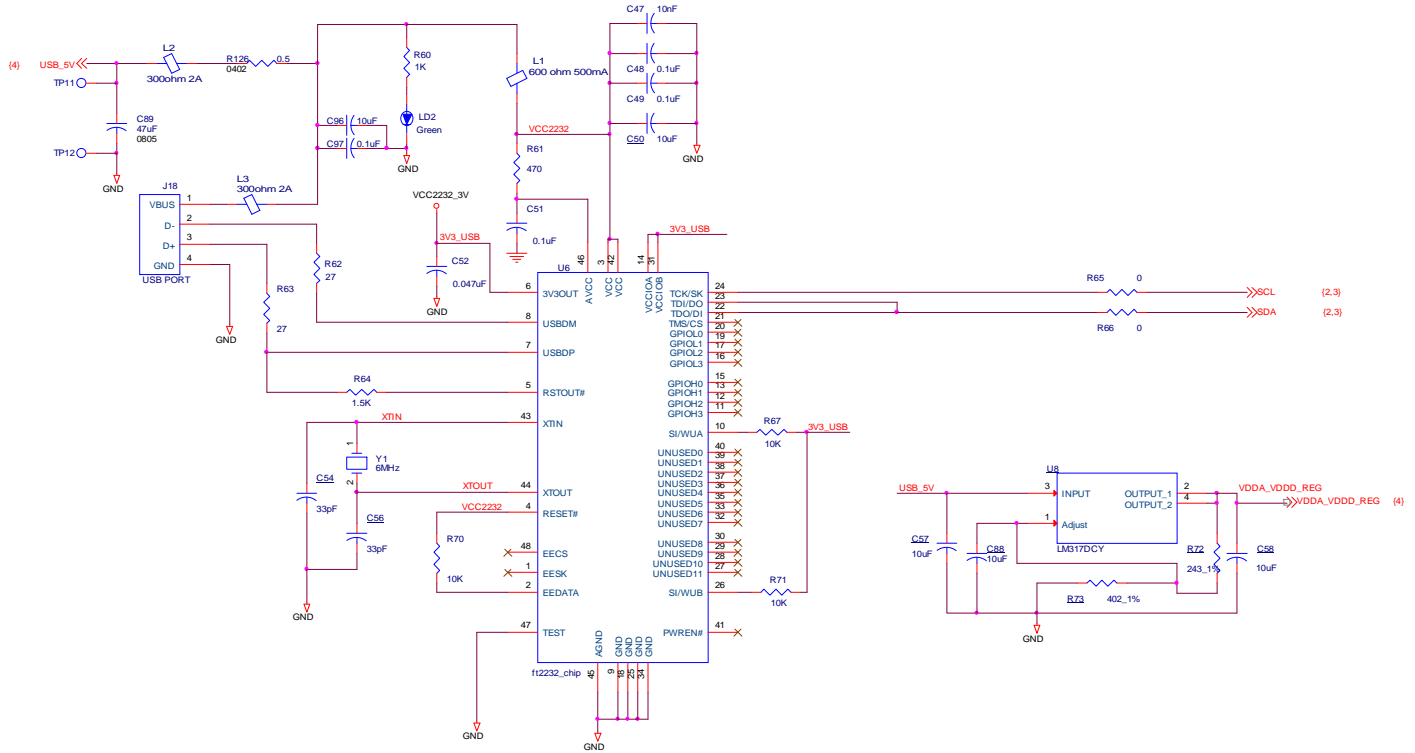 C47 10nF
C48 0.1uF
C49 0.1uF
C50 10uF
GND
{4} USB_5V
L2
300ohm 2A
R126 0.5
0402
TP11
C89
47uF
0805
TP12
GND
R60
1K
LD2
Green
C96 10uF
C97 0.1uF
GND
L1
600 ohm 500mA
VCC2232
R61
470
C51
0.1uF
J18
VBUS 1
D- 2
D+ 3
GND 4
USB PORT
L3
300ohm 2A
GND
R62
27
R63
27
VCC2232_3V
3V3_USB
C52
0.047uF
GND
3V3_USB
U6
46 AVCC
3 VCC
42 VCC
14 VCCIOA
31 VCCIOB
6 3V3OUT
8 USBDM
7 USBDP
5 RSTOUT#
43 XTIN
44 XTOUT
4 RESET#
48 EECS
1 EESK
2 EEDATA
47 TEST
TCK/SK 24
TDI/DO 23
TDO/DI 22
TMS/CS 21
GPIOL0 20
GPIOL1 19
GPIOL2 17
GPIOL3 16
GPIOH0 15
GPIOH1 13
GPIOH2 12
GPIOH3 11
SI/WUA 10
UNUSED0 40
UNUSED1 39
UNUSED2 38
UNUSED3 37
UNUSED4 36
UNUSED5 35
UNUSED6 33
UNUSED7 32
UNUSED8 30
UNUSED9 29
UNUSED10 28
UNUSED11 27
SI/WUB 26
PWREN# 41
AGND 45
GND 9
GND 18
GND 25
GND 34
ft2232_chip
GND
R64
1.5K
XTIN
1
Y1
6MHz
2
C54
33pF
XTOUT
C56
33pF
GND
VCC2232
R70
10K
GND
R65 0
SCL {2,3}
R66 0
SDA {2,3}
R67
10K
3V3_USB
R71
10K
U8
USB_5V
3 INPUT
1 Adjust
OUTPUT_1 2
OUTPUT_2 4
LM317DCY
VDDA_VDDD_REG
VDDA_VDDD_REG {4}
C57
10uF
C88
10uF
R72
243_1%
C58
10uF
R73 402_1%
GND